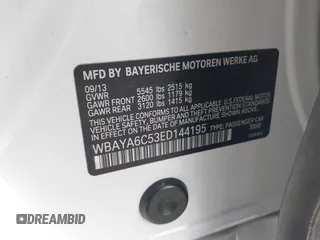 MFD BY BAYERISCHE MOTOREN WERKE AG
09/13
GVWR 5545 lbs 2515 kg
GAWR FRONT 2600 lbs 1179 kg
GAWR REAR 3120 lbs 1415 kg
THIS VEHICLE CONFORMS TO ALL APPLICABLE U.S. FEDERAL MOTOR VEHICLE SAFETY, BUMPER AND THEFT PREVENTION STANDARDS IN EFFECT ON THE DATE OF MANUFACTURE SHOWN ABOVE
WBAYA6C53ED144195 TYPE: PASSENGER CAR
DREAMBID
DREAMBID